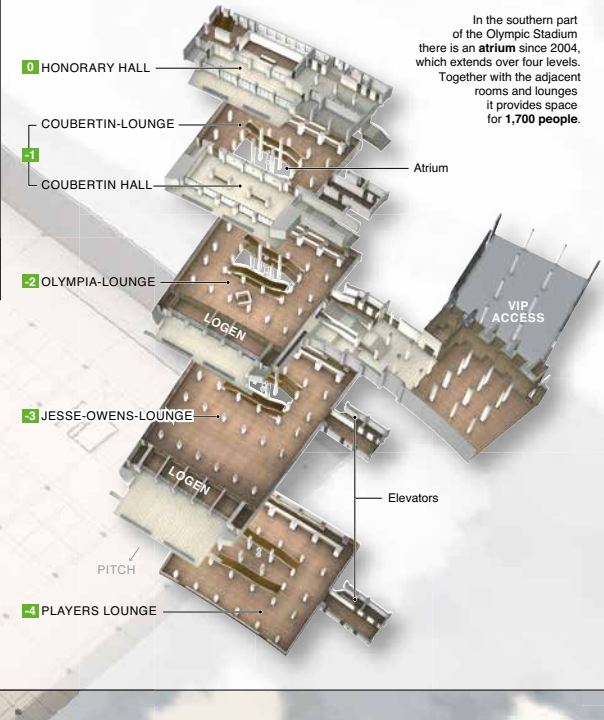 In the southern part
of the Olympic Stadium
there is an atrium since 2004,
which extends over four levels.
Together with the adjacent
rooms and lounges
it provides space
for 1,700 people.
0 HONORARY HALL
COUBERTIN-LOUNGE
-1
Atrium
COUBERTIN HALL
-2 OLYMPIA-LOUNGE
LOGEN
VIP
ACCESS
-3 JESSE-OWENS-LOUNGE
LOGEN
Elevators
PITCH
-4 PLAYERS LOUNGE